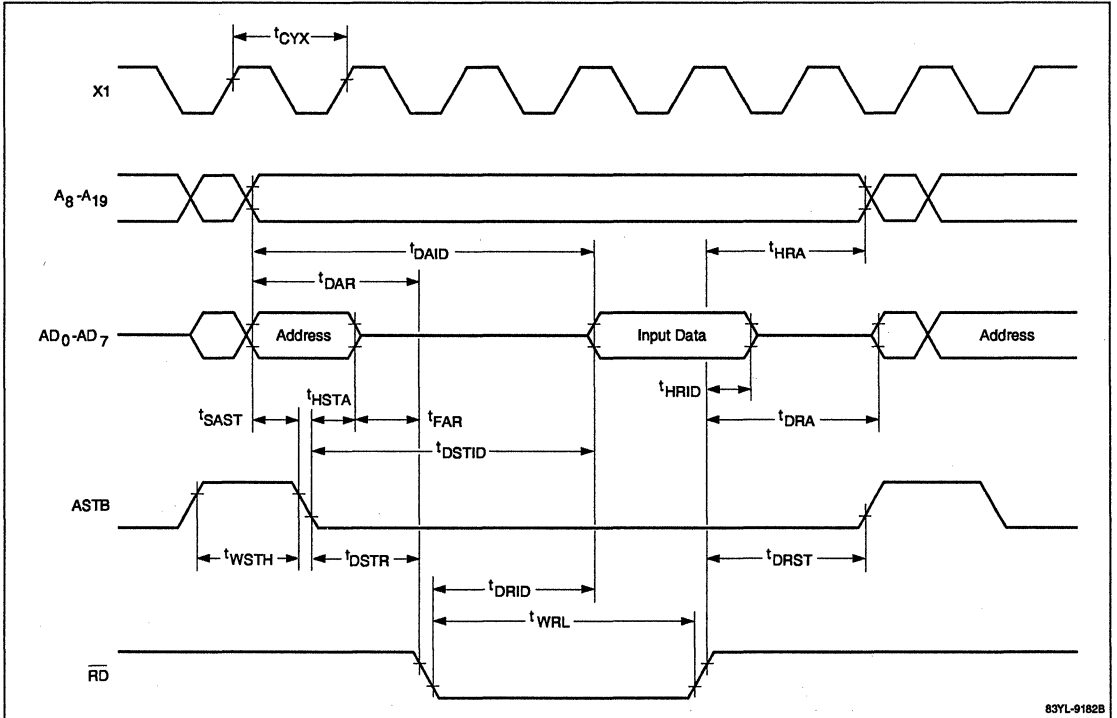 tCYX
X1
A8-A19
tDAID
tHRA
tDAR
AD0-AD7
Address
Input Data
Address
tHRID
tHSTA
tSAST
tFAR
tDRA
tDSTID
ASTB
tWSTH
tDSTR
tDRST
tDRID
tWRL
RD
83YL-9182B